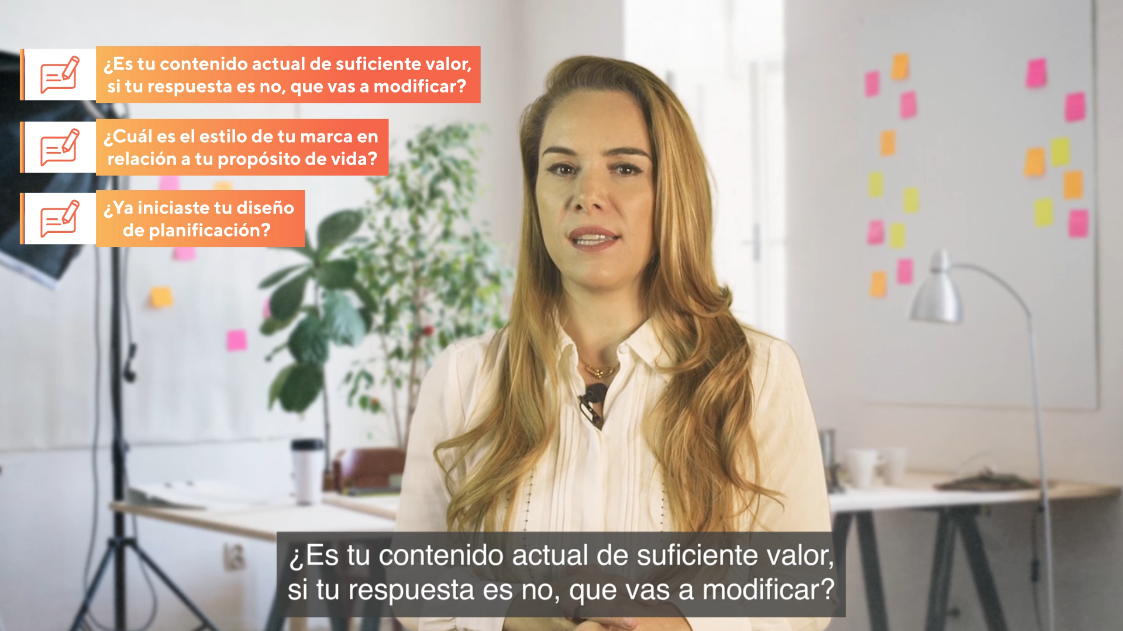 ¿Es tu contenido actual de suficiente valor,
si tu respuesta es no, que vas a modificar?
¿Cuál es el estilo de tu marca en
relación a tu propósito de vida?
¿Ya iniciaste tu diseño
de planificación?
¿Es tu contenido actual de suficiente valor,
si tu respuesta es no, que vas a modificar?